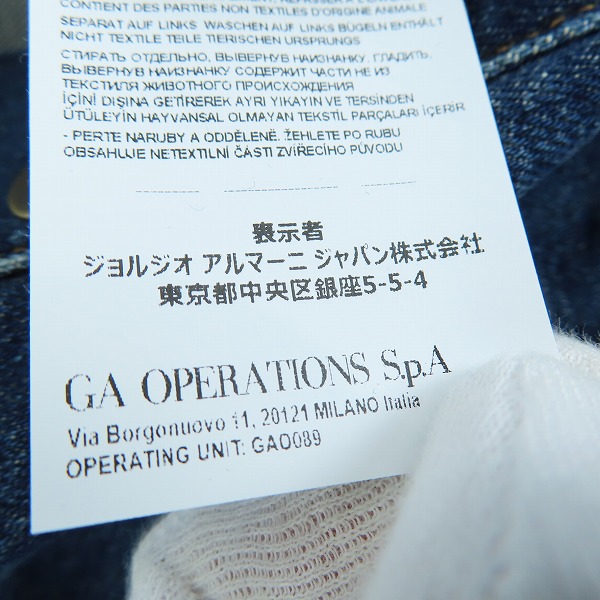 CONTIENT DES PARTIES NON TEXTILES D'ORIGINE ANIMALE
SEPARAT AUF LINKS WASCHEN AUF LINKS BÜGELN ENTHÄLT
NICHT TEXTILE TEILE TIERISCHEN URSPRUNGS
СТИРАТЬ ОТДЕЛЬНО, ВЫВЕРНУВ НАИЗНАНКУ, ГЛАДИТЬ,
ВЫВЕРНУВ НАИЗНАНКУ СОДЕРЖИТ ЧАСТИ НЕ ИЗ
ТЕКСТИЛЯ ЖИВОТНОГО ПРОИСХОЖДЕНИЯ
İÇİNİ DIŞINA GETİREREK AYRI YIKAYIN VE TERSİNDEN
ÜTÜLEYİN HAYVANSAL OLMAYAN TEKSTİL PARÇALARI İÇERİR
- PERTE NARUBY A ODDĚLENĚ. ŽEHLETE PO RUBU
OBSAHUJE NETEXTILNÍ ČÁSTI ZVÍŘECÍHO PŮVODU
表示者
ジョルジオ アルマーニ ジャパン株式会社
東京都中央区銀座5-5-4
GA OPERATIONS S.p.A
Via Borgonuovo 11, 20121 MILANO Italia
OPERATING UNIT: GAO089